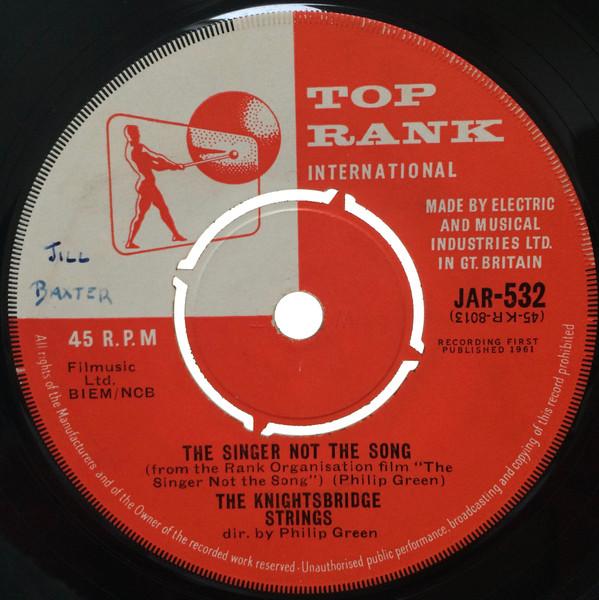 TOP
RANK
INTERNATIONAL
MADE BY ELECTRIC
AND MUSICAL
INDUSTRIES LTD.
IN GT. BRITAIN
JILL
BAXTER
JAR-532
(45-K-R-8013)
45 R.P.M
RECORDING FIRST
PUBLISHED 1961
Filmusic
Ltd.
BIEM/NCB
THE SINGER NOT THE SONG
(from the Rank Organisation film "The
Singer Not the Song") (Philip Green)
THE KNIGHTSBRIDGE
STRINGS
dir. by Philip Green
All rights of the Manufacturers and of the Owner of the recorded work reserved-Unauthorised public performance, broadcasting and copying of this record prohibited